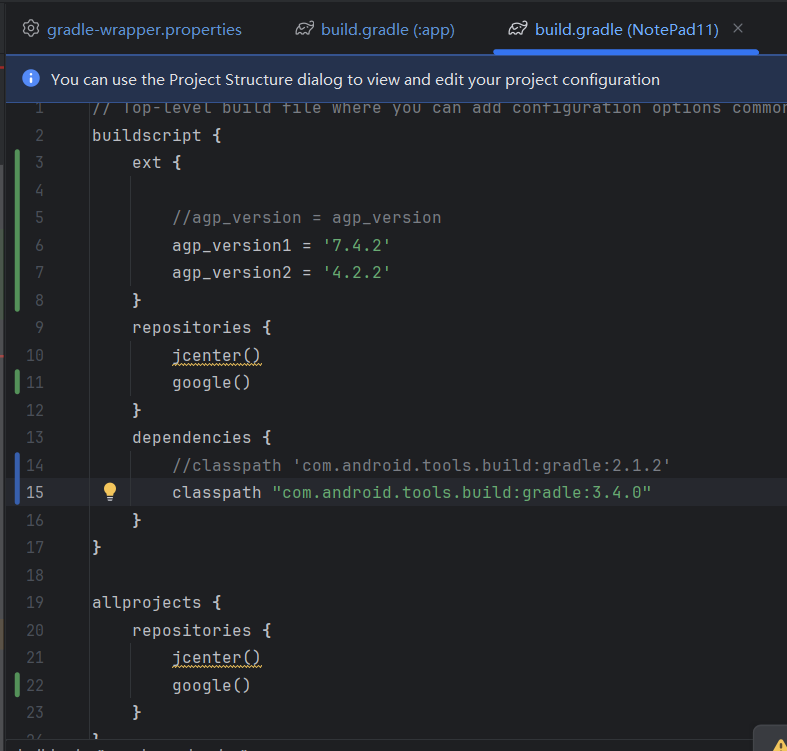 gradle-wrapper.properties build.gradle (:app) build.gradle (NotePad11)
You can use the Project Structure dialog to view and edit your project configuration
1 // Top-level build file where you can add configuration options common
2 buildscript {
3 ext {
4
5 //agp_version = agp_version
6 agp_version1 = '7.4.2'
7 agp_version2 = '4.2.2'
8 }
9 repositories {
10 jcenter()
11 google()
12 }
13 dependencies {
14 //classpath 'com.android.tools.build:gradle:2.1.2'
15 classpath "com.android.tools.build:gradle:3.4.0"
16 }
17 }
18
19 allprojects {
20 repositories {
21 jcenter()
22 google()
23 }
24 }